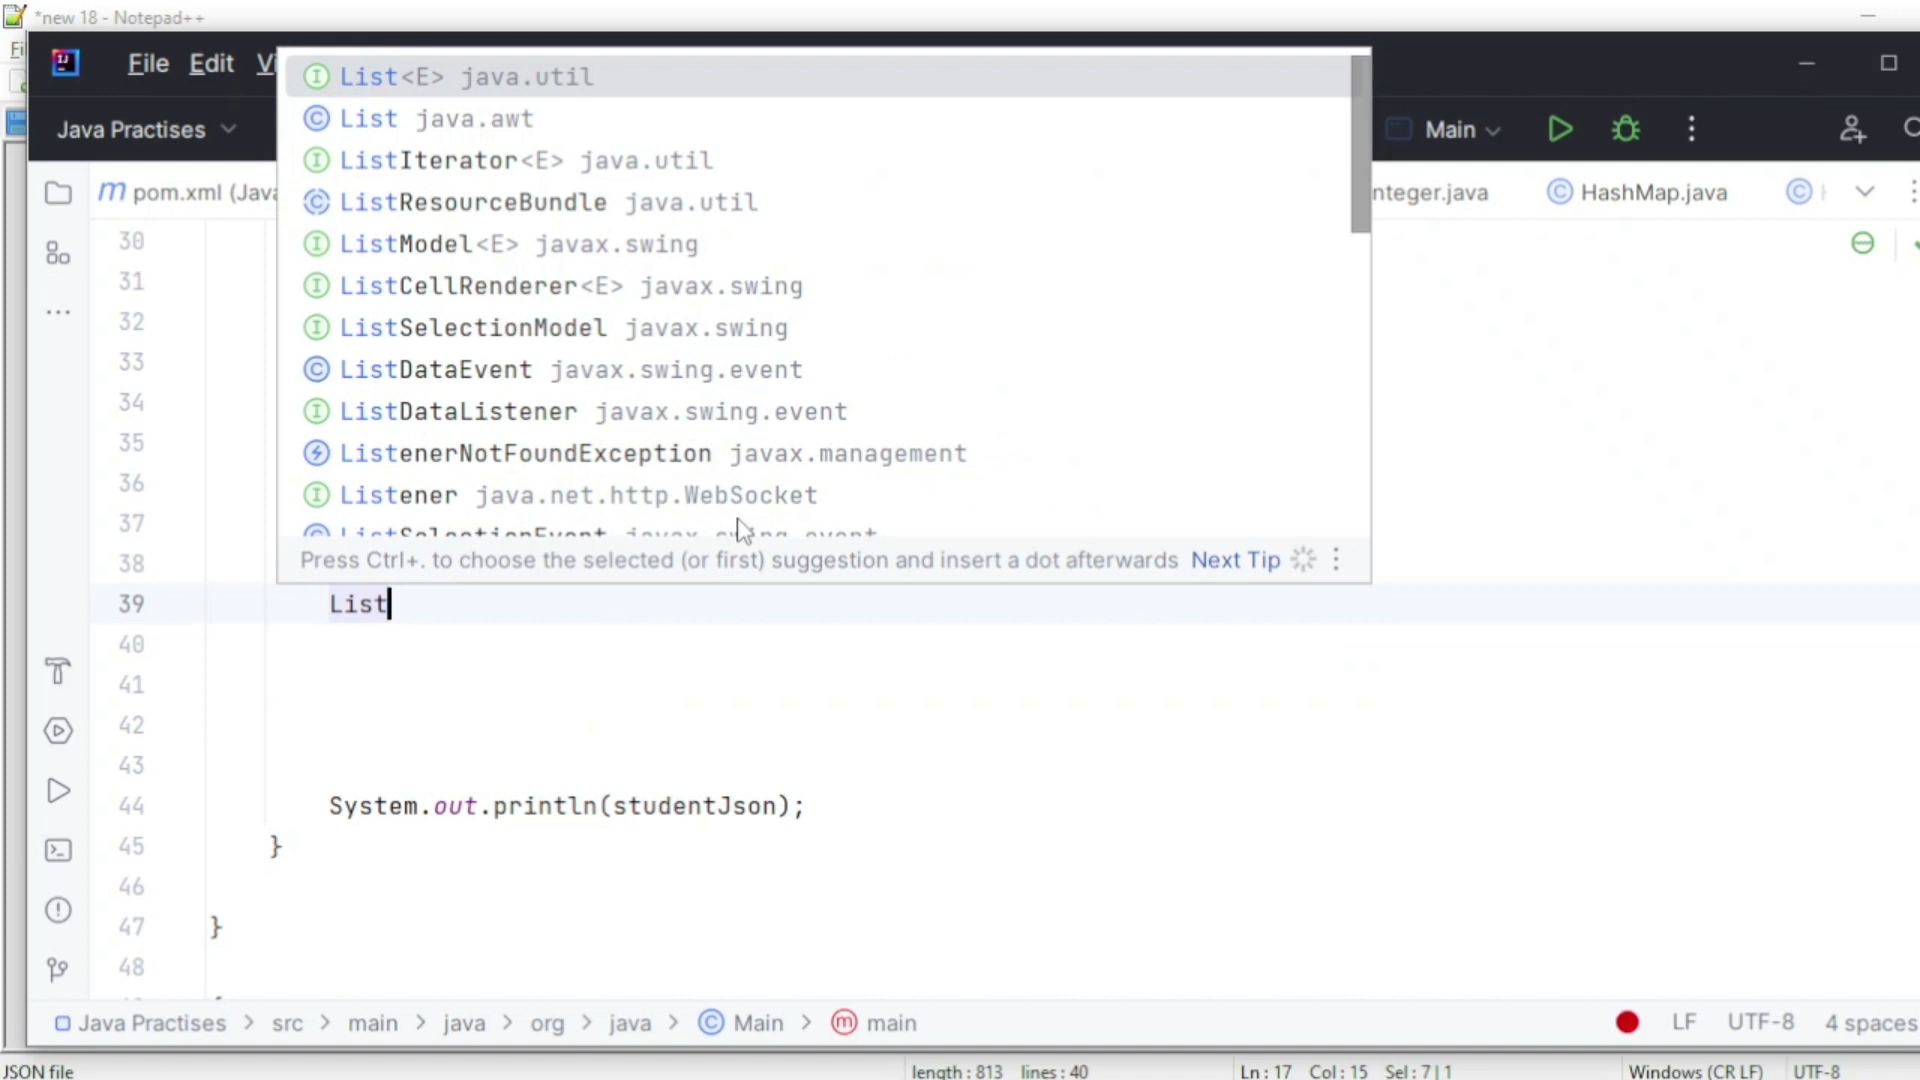 *new 18 - Notepad++
Fi
File Edit Vi
Java Practises
Main
m pom.xml (Java
nteger.java
HashMap.java
List<E> java.util
List java.awt
ListIterator<E> java.util
ListResourceBundle java.util
ListModel<E> javax.swing
ListCellRenderer<E> javax.swing
ListSelectionModel javax.swing
ListDataEvent javax.swing.event
ListDataListener javax.swing.event
ListenerNotFoundException javax.management
Listener java.net.http.WebSocket
ListSelectionEvent javax.swing.event
Press Ctrl+. to choose the selected (or first) suggestion and insert a dot afterwards Next Tip
30
31
32
33
34
35
36
37
38
39 List
40
41
42
43
44 System.out.println(studentJson);
45 }
46
47 }
48
Java Practises > src > main > java > org > java > Main > main
LF UTF-8 4 spaces
JSON file length : 813 lines : 40 Ln : 17 Col : 15 Sel : 7 | 1 Windows (CR LF) UTF-8